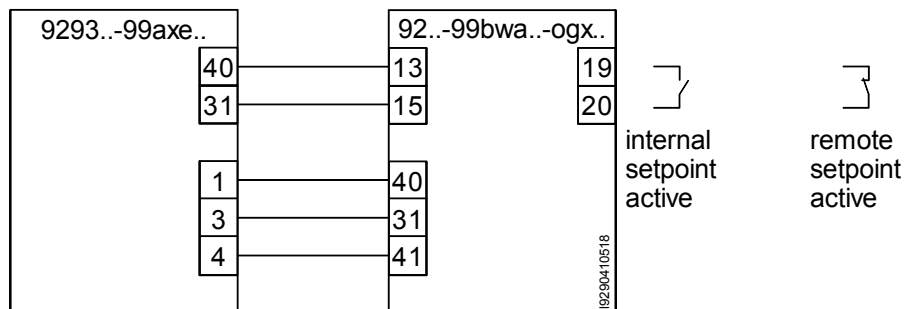 9293..-99axe..
92..-99bwa..-ogx..
40
13
19
31
15
20
internal
setpoint
active
remote
setpoint
active
1
40
3
31
4
41
I9290410518